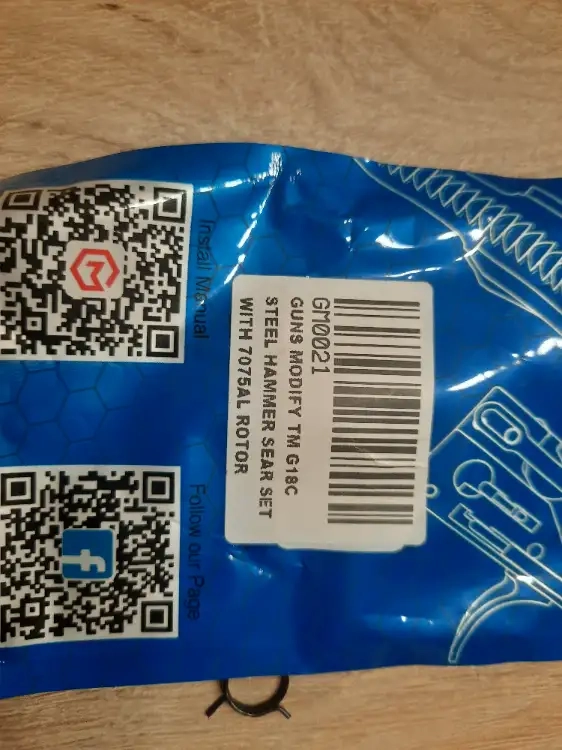 Install Manual
GM0021
GUNS MODIFY TM G18C
STEEL HAMMER SEAR SET
WITH 7075AL ROTOR
Follow our Page
f